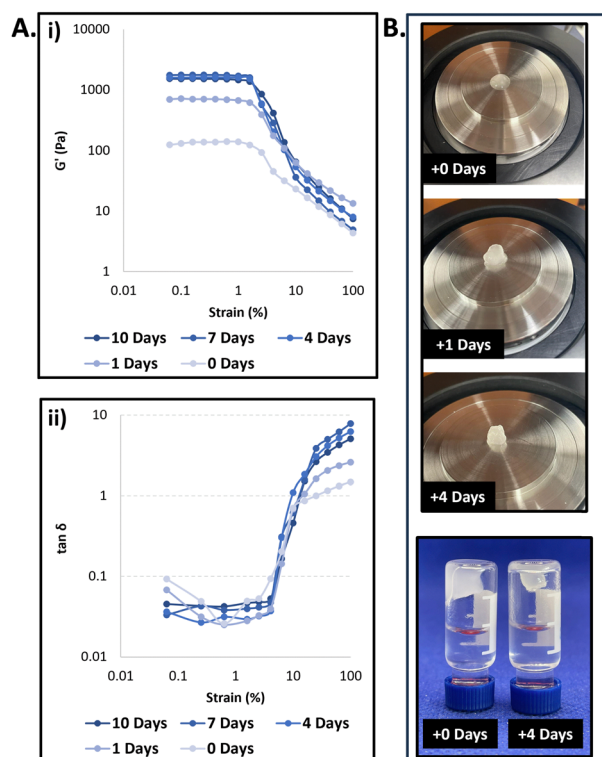 A.
i)
10000
1000
100
10
1
G' (Pa)
0.01 0.1 1 10 100
Strain (%)
10 Days 7 Days 4 Days
1 Days 0 Days
ii)
10
1
0.1
0.01
tan δ
0.01 0.1 1 10 100
Strain (%)
10 Days 7 Days 4 Days
1 Days 0 Days
B.
+0 Days
+1 Days
+4 Days
+0 Days +4 Days